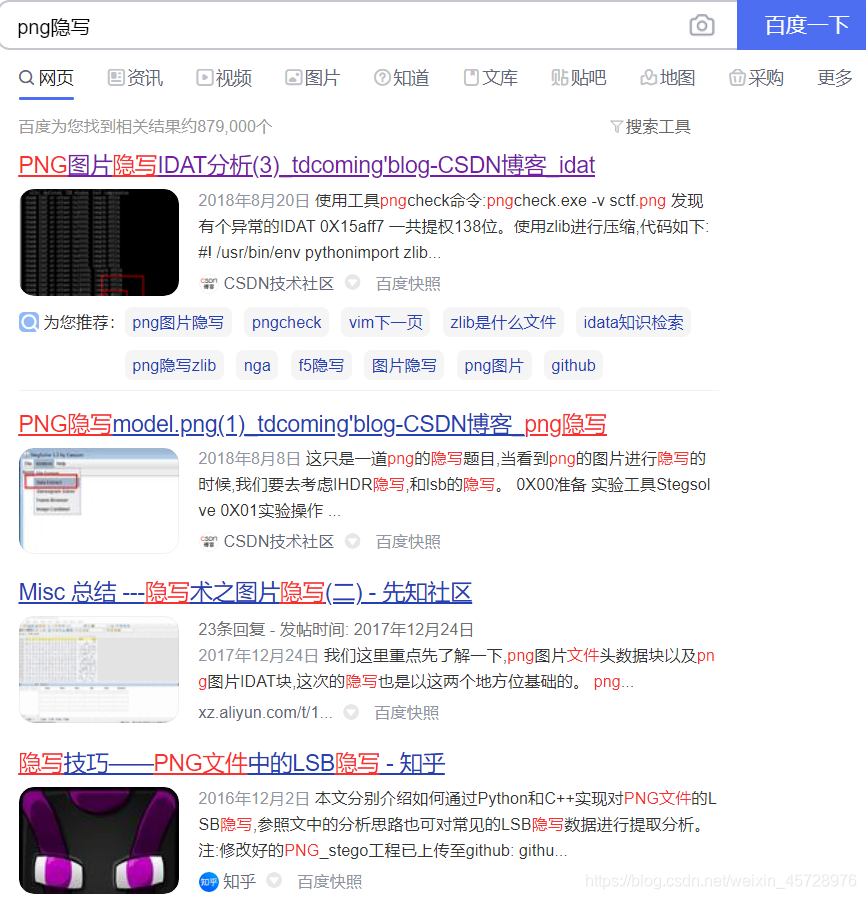 png隐写
百度一下
网页 资讯 视频 图片 知道 文库 贴吧 地图 采购 更多
百度为您找到相关结果约879,000个 搜索工具
PNG图片隐写IDAT分析(3)_tdcoming'blog-CSDN博客_idat
2018年8月20日 使用工具pngcheck命令:pngcheck.exe -v sctf.png 发现
有个异常的IDAT 0X15aff7 一共提权138位。使用zlib进行压缩,代码如下:
#! /usr/bin/env pythonimport zlib...
CSDN技术社区 百度快照
为您推荐: png图片隐写 pngcheck vim下一页 zlib是什么文件 idata知识检索
png隐写zlib nga f5隐写 图片隐写 png图片 github
PNG隐写model.png(1)_tdcoming'blog-CSDN博客_png隐写
2018年8月8日 这只是一道png的隐写题目,当看到png的图片进行隐写的
时候,我们要去考虑IHDR隐写,和lsb的隐写。 0X00准备 实验工具Stegsol
ve 0X01实验操作 ...
CSDN技术社区 百度快照
Misc 总结 ---隐写术之图片隐写(二) - 先知社区
23条回复 - 发帖时间: 2017年12月24日
2017年12月24日 我们这里重点先了解一下,png图片文件头数据块以及pn
g图片IDAT块,这次的隐写也是以这两个地方位基础的。 png...
xz.aliyun.com/t/1... 百度快照
隐写技巧——PNG文件中的LSB隐写 - 知乎
2016年12月2日 本文分别介绍如何通过Python和C++实现对PNG文件的L
SB隐写,参照文中的分析思路也可对常见的LSB隐写数据进行提取分析。
注:修改好的PNG_stego工程已上传至github: githu...
知乎 知乎 百度快照
https://blog.csdn.net/weixin_45728976